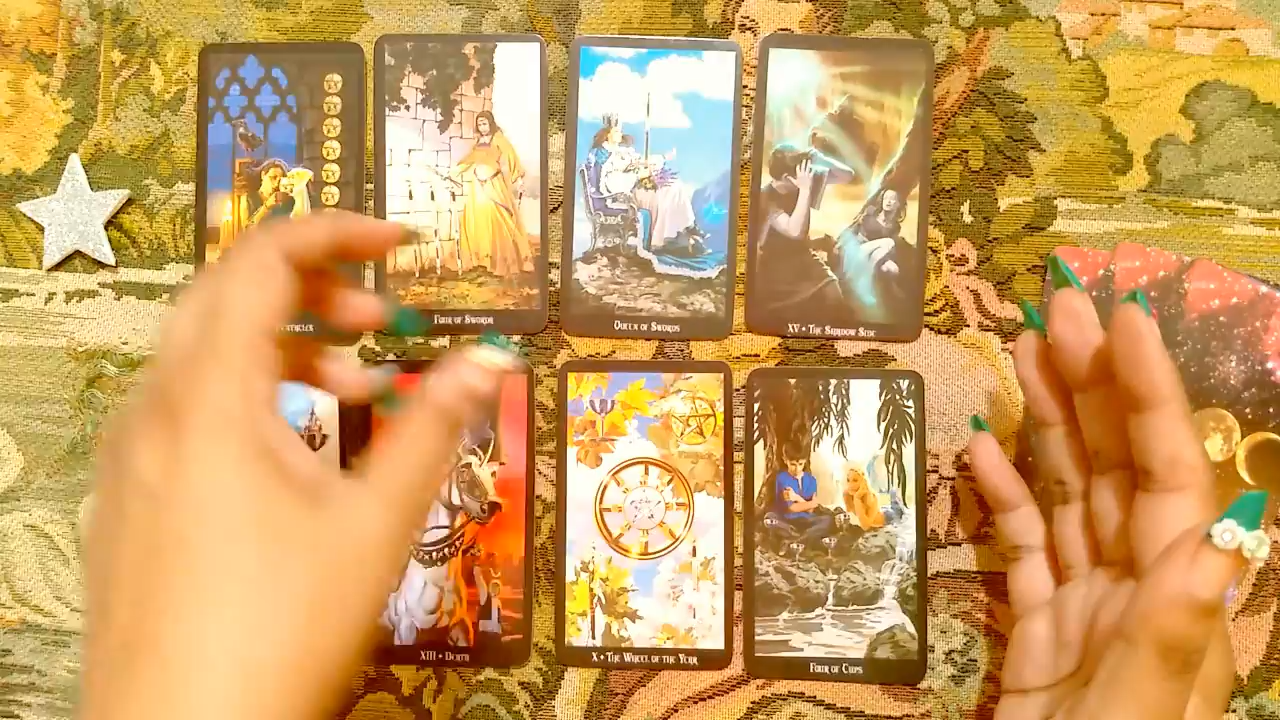 Four of Swords
Queen of Swords
XV • The Shadow Side
XIII • Death
X • The Wheel of the Year
Four of Cups